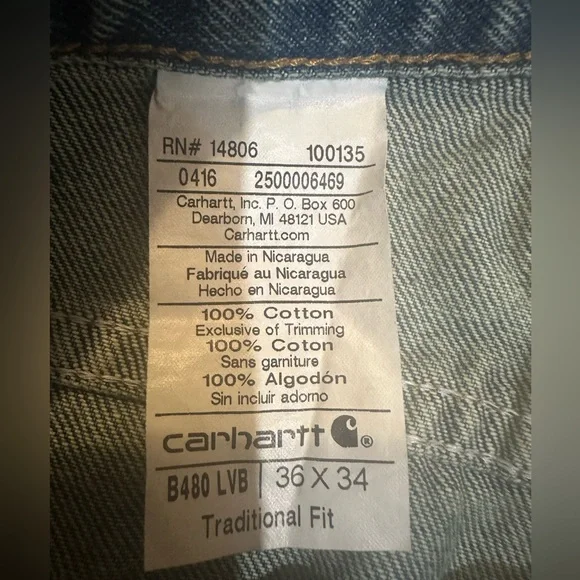 RN# 14806 100135
0416 2500006469
Carhartt, Inc. P. O. Box 600
Dearborn, MI 48121 USA
Carhartt.com
Made in Nicaragua
Fabriqué au Nicaragua
Hecho en Nicaragua
100% Cotton
Exclusive of Trimming
100% Coton
Sans garniture
100% Algodón
Sin incluir adorno
carhartt ®
B480 LVB | 36 X 34
Traditional Fit